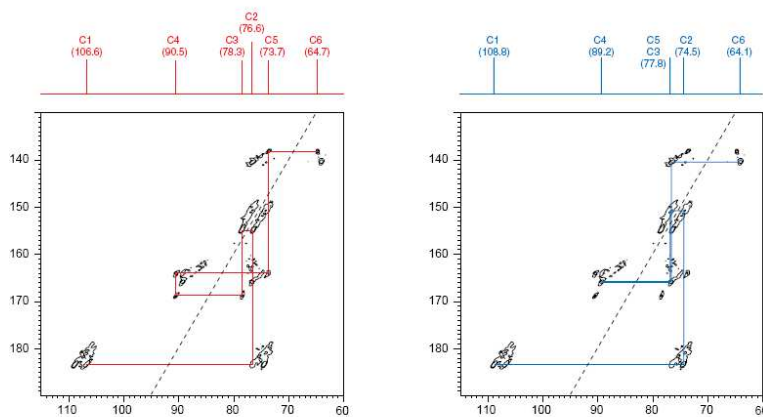 C2
(76.6)
C1 C4 C3 C5 C6
(106.6) (90.5) (78.3) (73.7) (64.7)
C1 C4 C5 C2 C6
(108.8) (89.2) C3 (74.5) (64.1)
(77.8)
140
150
160
170
180
110 100 90 80 70 60
140
150
160
170
180
110 100 90 80 70 60